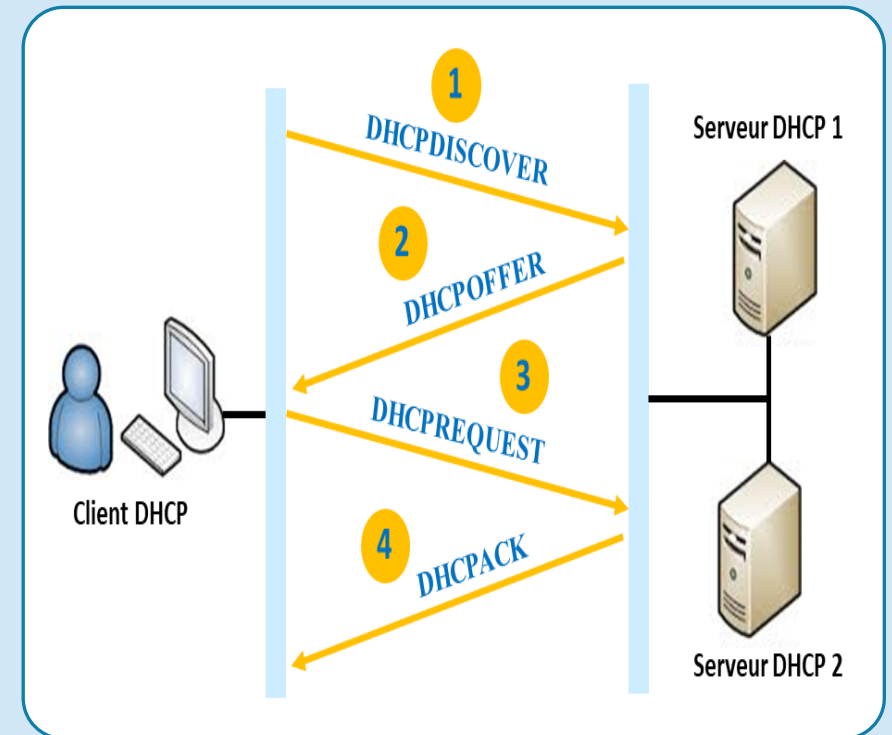 1
DHCPDISCOVER
Serveur DHCP 1
2
DHCPOFFER
3
DHCPREQUEST
Client DHCP
4
DHCPACK
Serveur DHCP 2